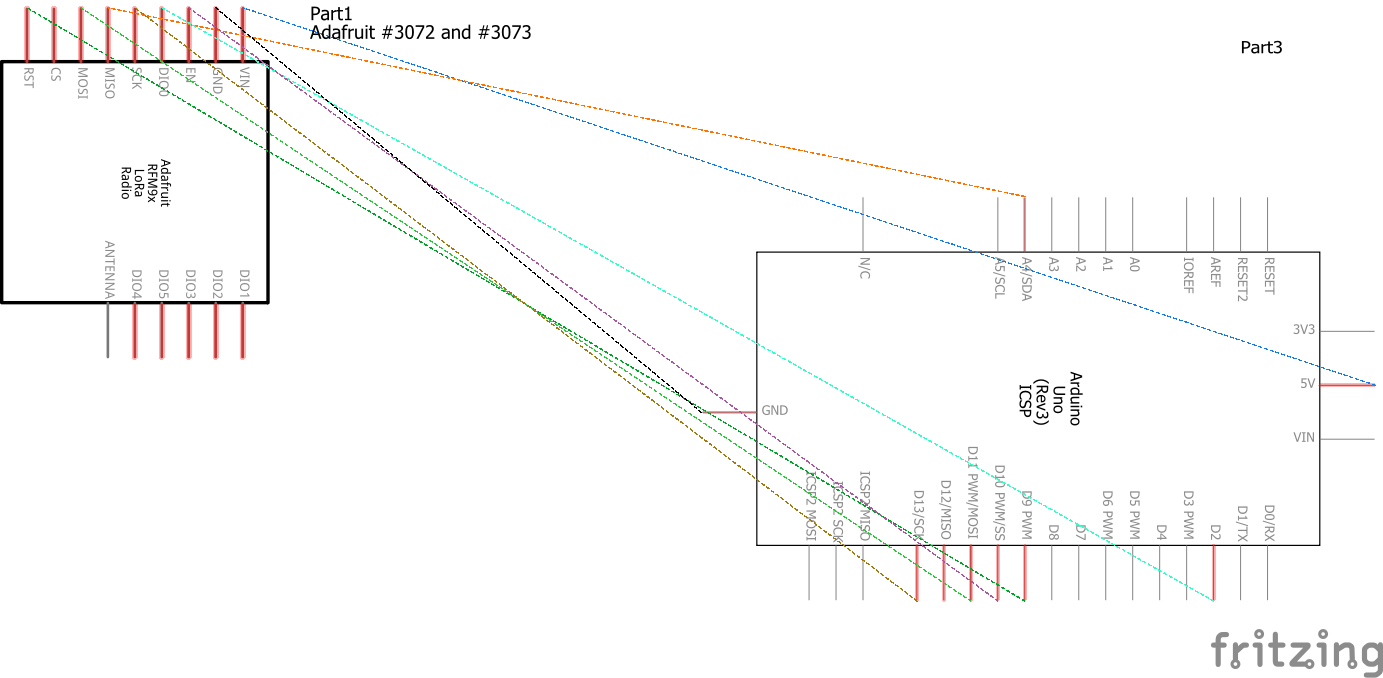 Part1
Adafruit #3072 and #3073
Part3
RST
CS
MOSI
MISO
SCK
DIO0
EN
GND
VIN
Adafruit
RFM9x
LoRa
Radio
ANTENNA
DIO4
DIO5
DIO3
DIO2
DIO1
N/C
A5/SCL
A4/SDA
A3
A2
A1
A0
IOREF
AREF
RESET2
RESET
3V3
5V
VIN
GND
Arduino
Uno
(Rev3)
ICSP
ICSP2 MOSI
ICSP2 SCK
ICSP2 MISO
D13/SCK
D12/MISO
D11 PWM/MOSI
D10 PWM/SS
D9 PWM
D8
D7
D6 PWM
D5 PWM
D4
D3 PWM
D2
D1/TX
D0/RX
fritzing